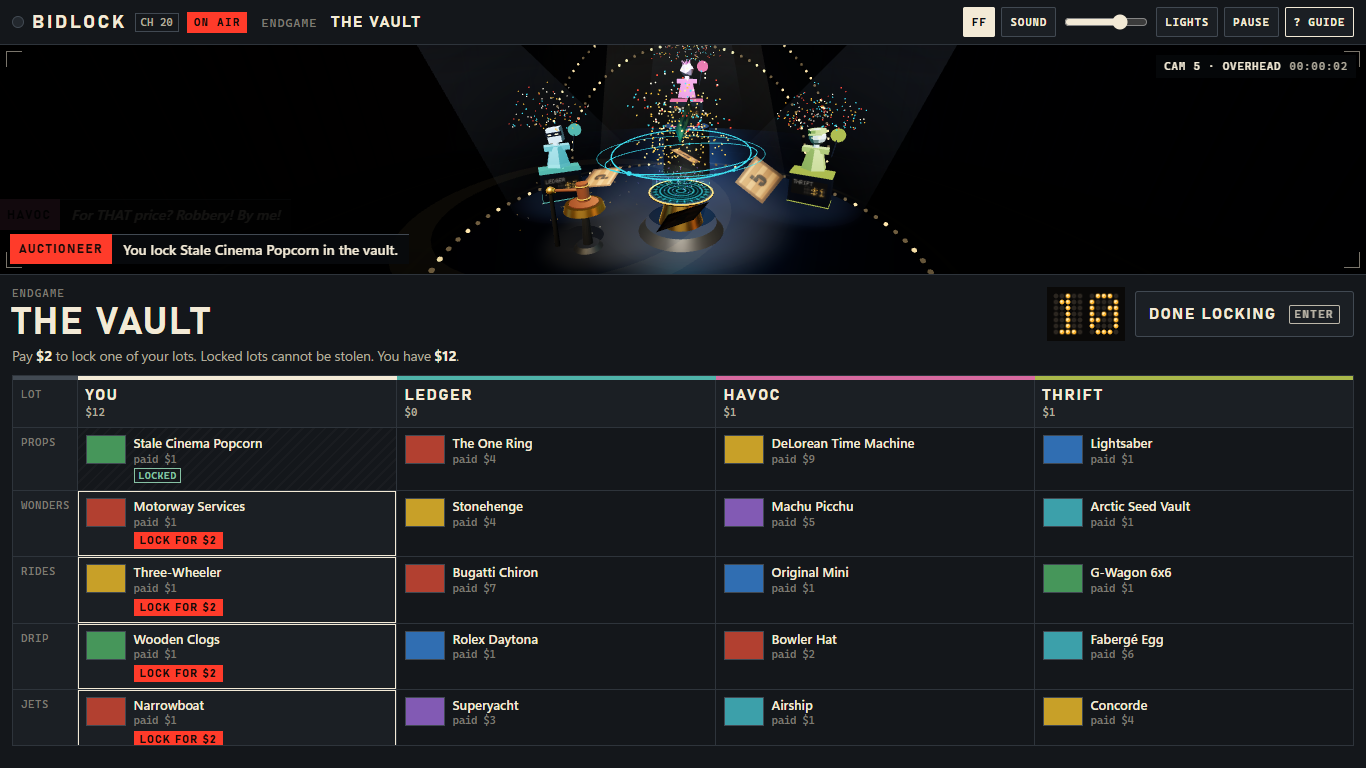 BIDLOCK CH 20 ON AIR ENDGAME THE VAULT FF SOUND LIGHTS PAUSE ? GUIDE
CAM 5 · OVERHEAD 00:00:02
LEDGER
THRIFT $1
5
HAVOC For THAT price? Robbery! By me!
AUCTIONEER You lock Stale Cinema Popcorn in the vault.
ENDGAME
THE VAULT
10 DONE LOCKING ENTER
Pay $2 to lock one of your lots. Locked lots cannot be stolen. You have $12.
LOT YOU LEDGER HAVOC THRIFT
$12 $0 $1 $1
PROPS Stale Cinema Popcorn The One Ring DeLorean Time Machine Lightsaber
paid $1 paid $4 paid $9 paid $1
LOCKED
WONDERS Motorway Services Stonehenge Machu Picchu Arctic Seed Vault
paid $1 paid $4 paid $5 paid $1
LOCK FOR $2
RIDES Three-Wheeler Bugatti Chiron Original Mini G-Wagon 6x6
paid $1 paid $7 paid $1 paid $1
LOCK FOR $2
DRIP Wooden Clogs Rolex Daytona Bowler Hat Fabergé Egg
paid $1 paid $1 paid $2 paid $6
LOCK FOR $2
JETS Narrowboat Superyacht Airship Concorde
paid $1 paid $3 paid $1 paid $4
LOCK FOR $2